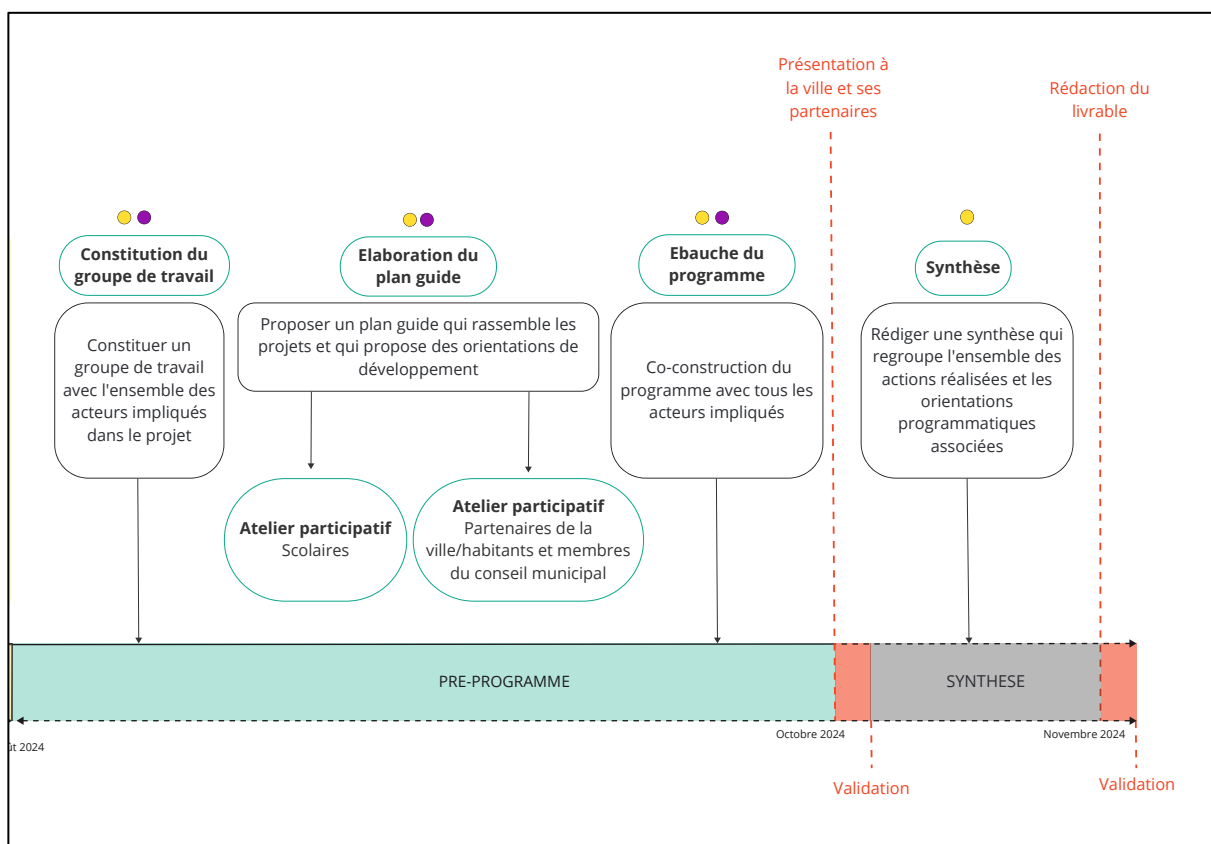 Présentation à
la ville et ses
partenaires
Rédaction du
livrable
Constitution du
groupe de travail
Elaboration du
plan guide
Ebauche du
programme
Synthèse
Constituer un
groupe de travail
avec l'ensemble des
acteurs impliqués
dans le projet
Proposer un plan guide qui rassemble les
projets et qui propose des orientations de
développement
Co-construction du
programme avec tous les
acteurs impliqués
Rédiger une synthèse qui
regroupe l'ensemble des
actions réalisées et les
orientations
programmatiques
associées
Atelier participatif
Scolaires
Atelier participatif
Partenaires de la
ville/habitants et membres
du conseil municipal
PRE-PROGRAMME
SYNTHESE
ût 2024
Octobre 2024
Novembre 2024
Validation
Validation